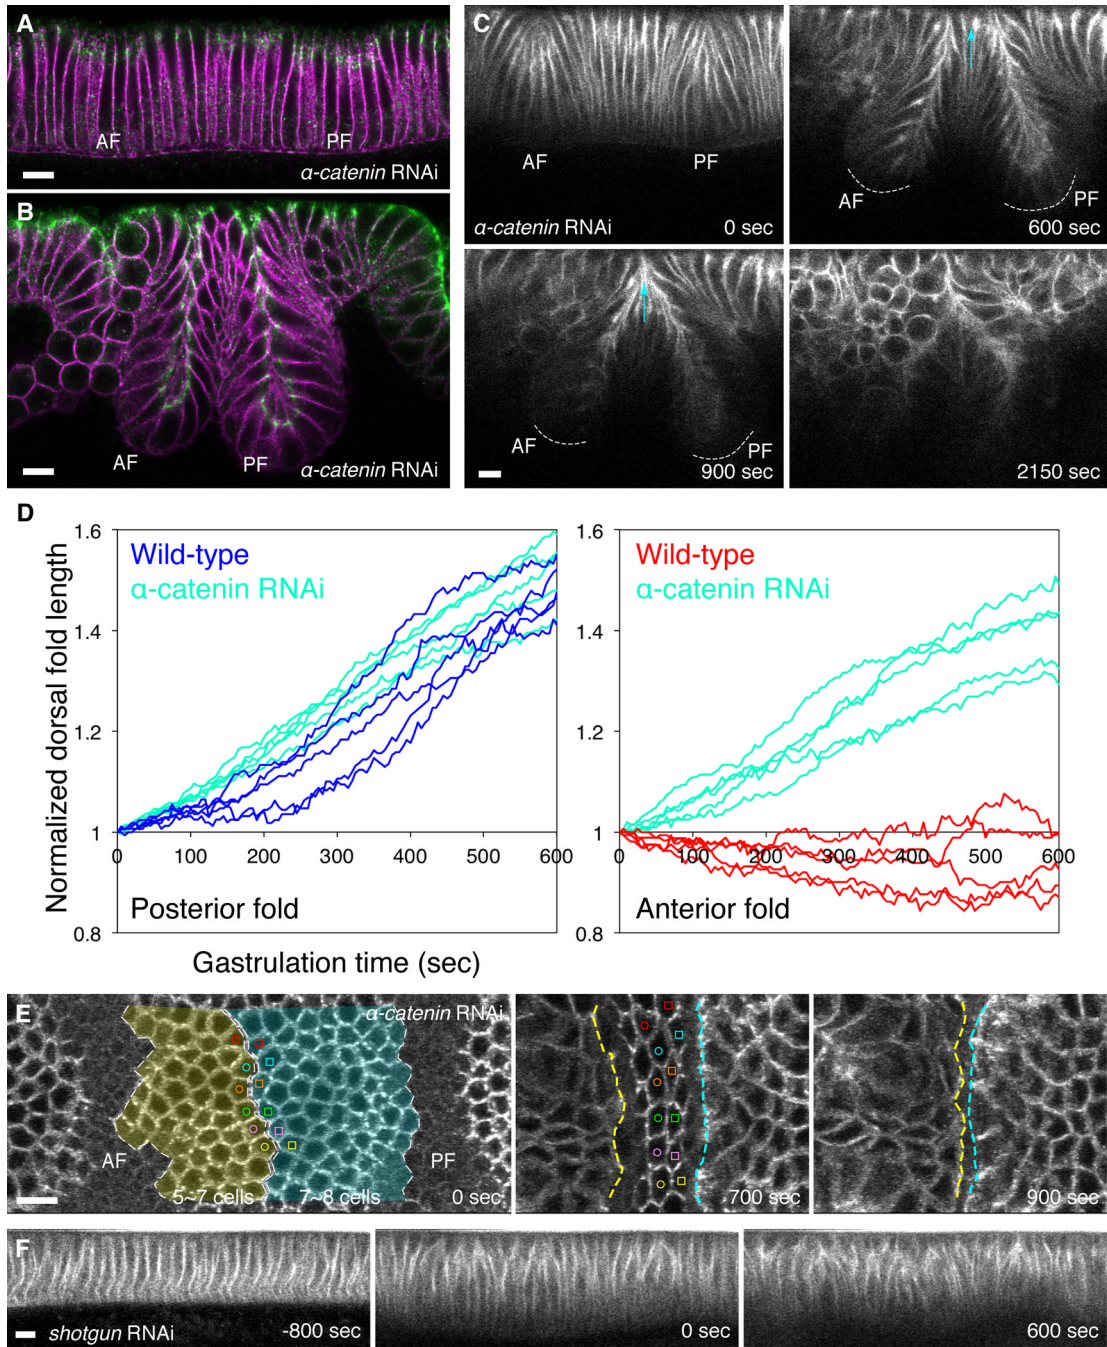 A
AF
PF
α-catenin RNAi
B
AF
PF
α-catenin RNAi
C
AF
PF
α-catenin RNAi
0 sec
AF
PF
600 sec
AF
PF
900 sec
2150 sec
D
Normalized dorsal fold length
1.6
1.4
1.2
1
0.8
0 100 200 300 400 500 600
Wild-type
α-catenin RNAi
Posterior fold
1.6
1.4
1.2
1
0.8
0 100 200 300 400 500 600
Wild-type
α-catenin RNAi
Anterior fold
Gastrulation time (sec)
E
α-catenin RNAi
AF
PF
5~7 cells
7~8 cells
0 sec
700 sec
900 sec
F
shotgun RNAi
-800 sec
0 sec
600 sec